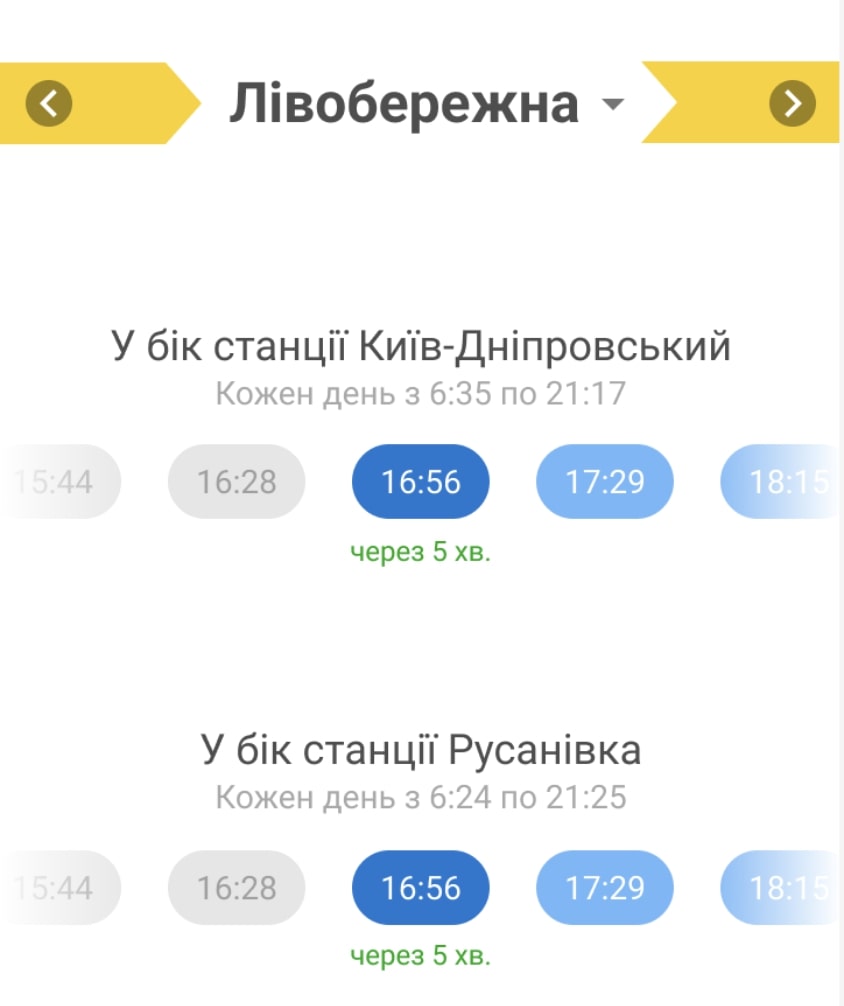 Лівобережна
У бік станції Київ-Дніпровський
Кожен день з 6:35 по 21:17
15:44 16:28 16:56 17:29 18:15
через 5 хв.
У бік станції Русанівка
Кожен день з 6:24 по 21:25
15:44 16:28 16:56 17:29 18:15
через 5 хв.